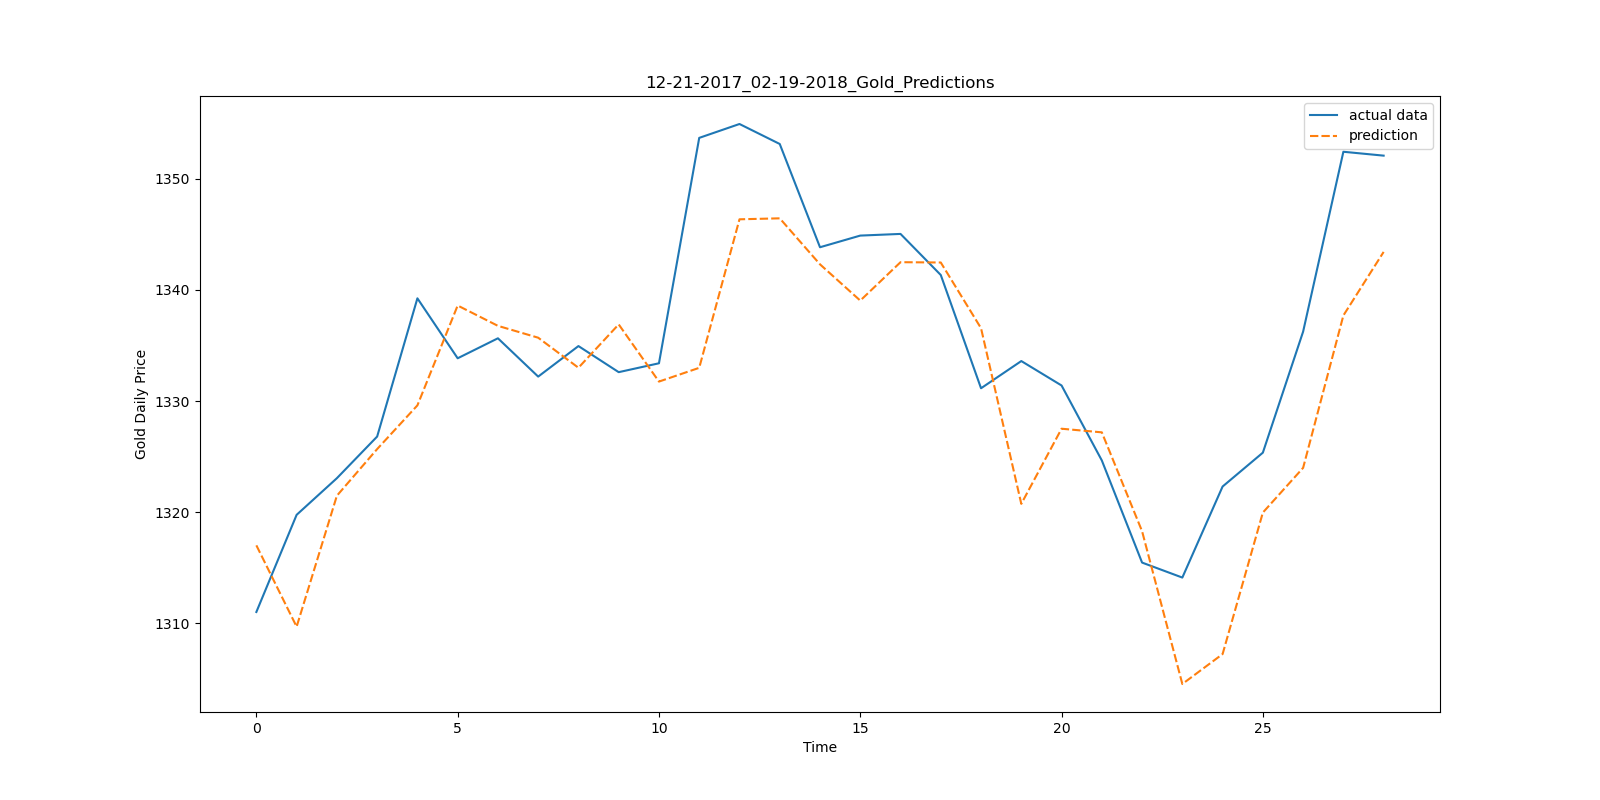 12-21-2017_02-19-2018_Gold_Predictions
actual data
prediction
1350
1340
1330
1320
1310
Gold Daily Price
0 5 10 15 20 25
Time